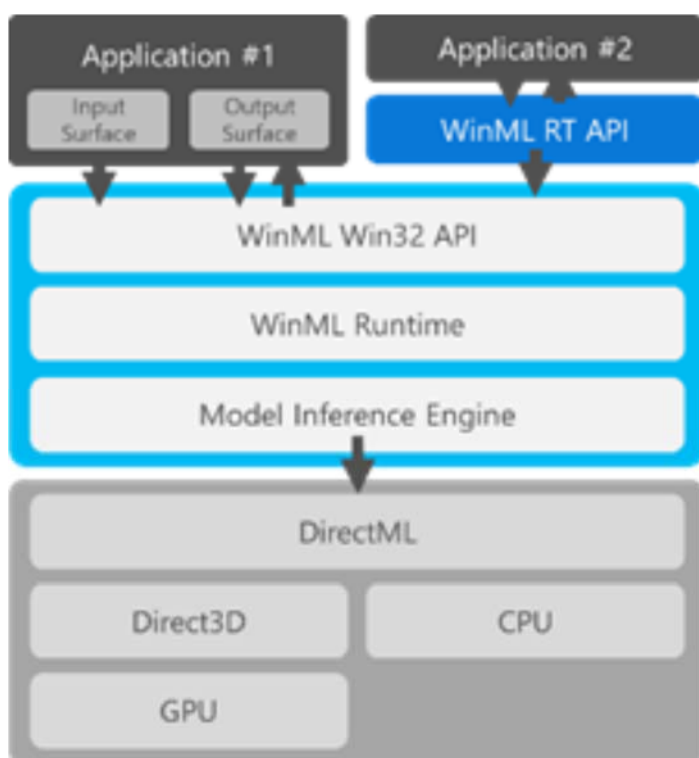 Application #1
Input
Surface
Output
Surface
Application #2
WinML RT API
WinML Win32 API
WinML Runtime
Model Inference Engine
DirectML
Direct3D
CPU
GPU